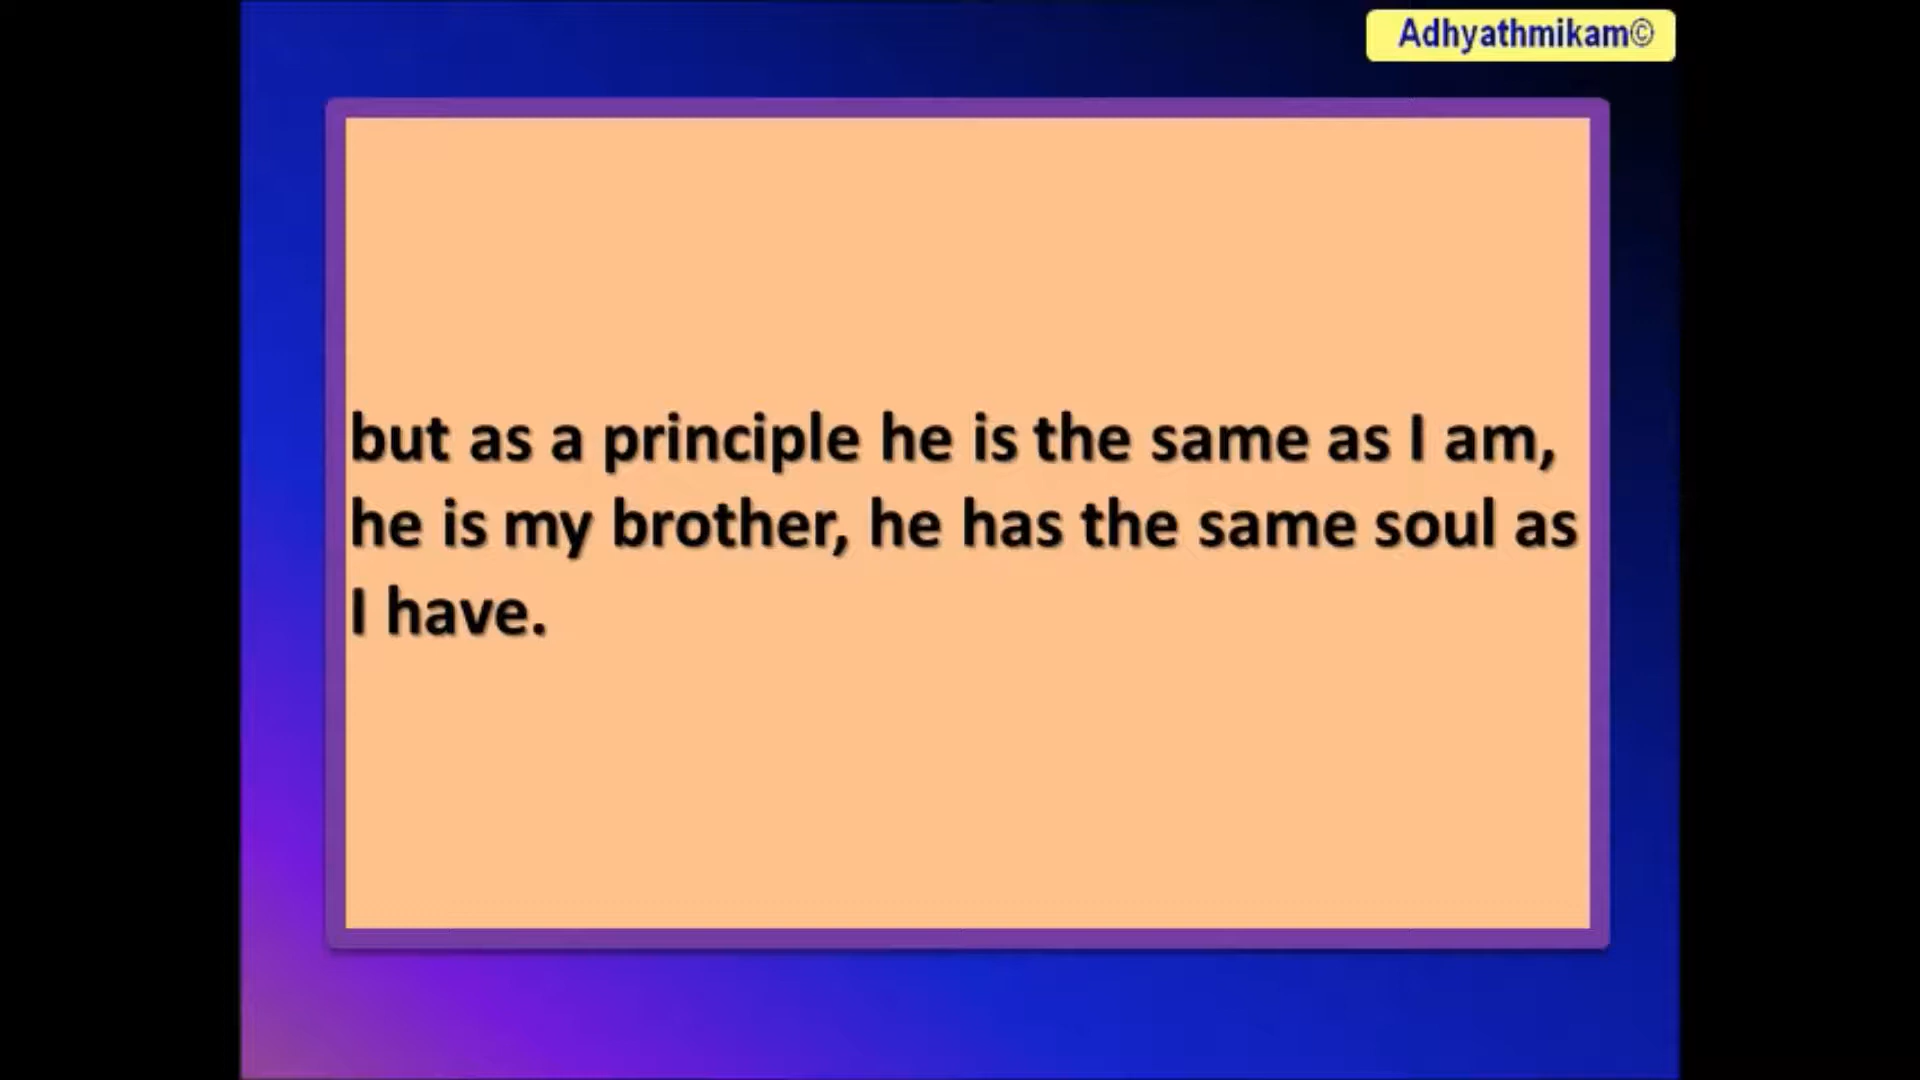 Adhyathmikam©
but as a principle he is the same as I am,
he is my brother, he has the same soul as
I have.